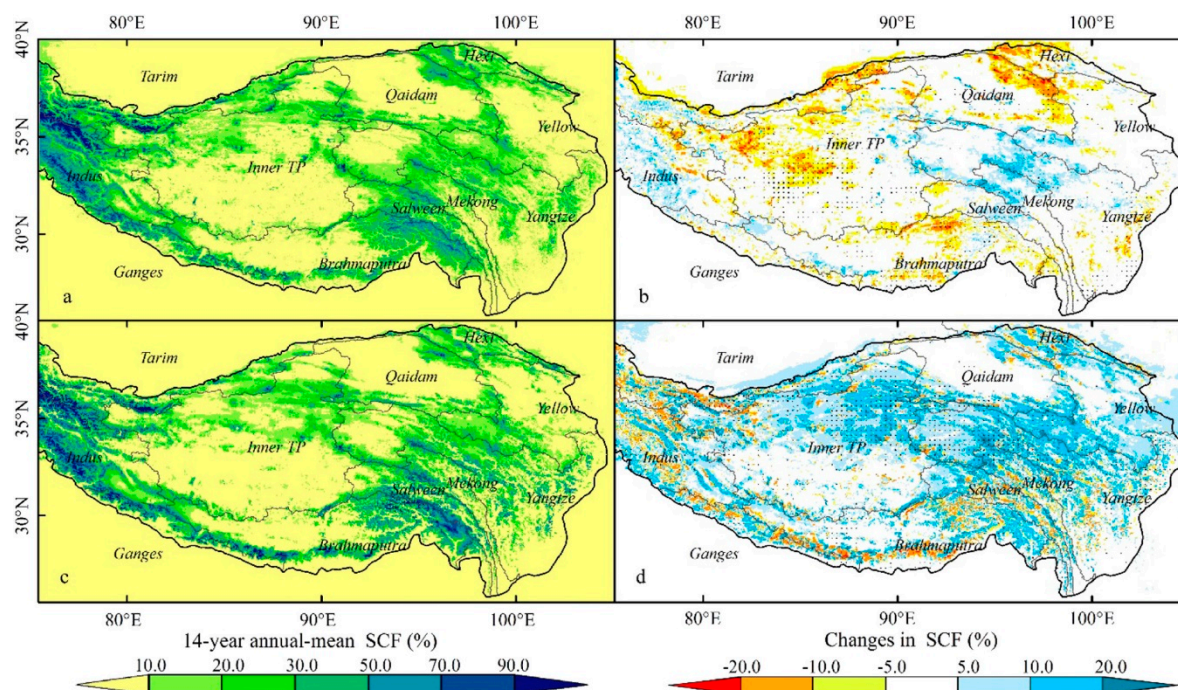 80°E 90°E 100°E 80°E 90°E 100°E
40°N
Tarim
Hexi
Qaidam
Yellow
35°N
Inner TP
Indus
Mekong
Salween
Yangtze
30°N
Brahmaputra
Ganges
a
Tarim
Hexi
Qaidam
Yellow
Inner TP
Indus
Mekong
Salween
Yangtze
Brahmaputra
Ganges
b
40°N
Tarim
Hexi
Qaidam
Yellow
35°N
Inner TP
Indus
Mekong
Salween
Yangtze
30°N
Brahmaputra
Ganges
c
Tarim
Hexi
Qaidam
Yellow
Inner TP
Indus
Mekong
Salween
Yangtze
Brahmaputra
Ganges
d
80°E 90°E 100°E 80°E 90°E 100°E
14-year annual-mean SCF (%)
10.0 20.0 30.0 50.0 70.0 90.0
Changes in SCF (%)
-20.0 -10.0 -5.0 5.0 10.0 20.0